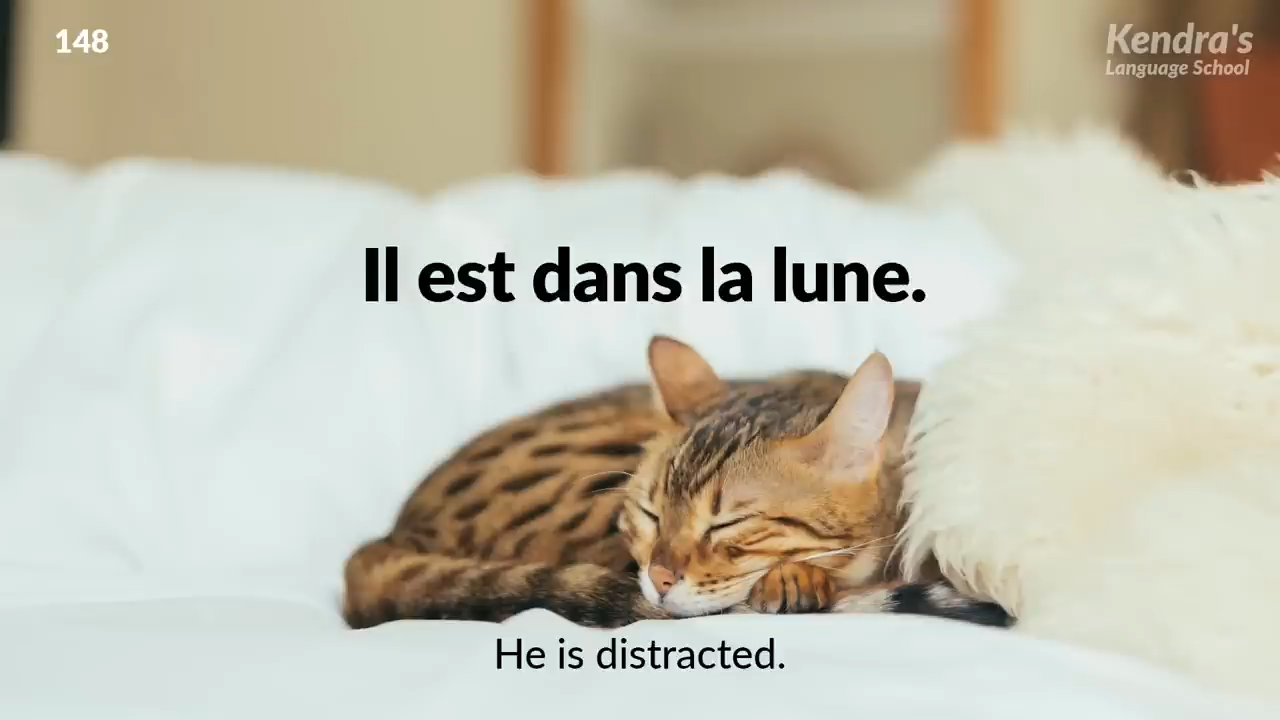 148
Kendra's
Language School
Il est dans la lune.
He is distracted.